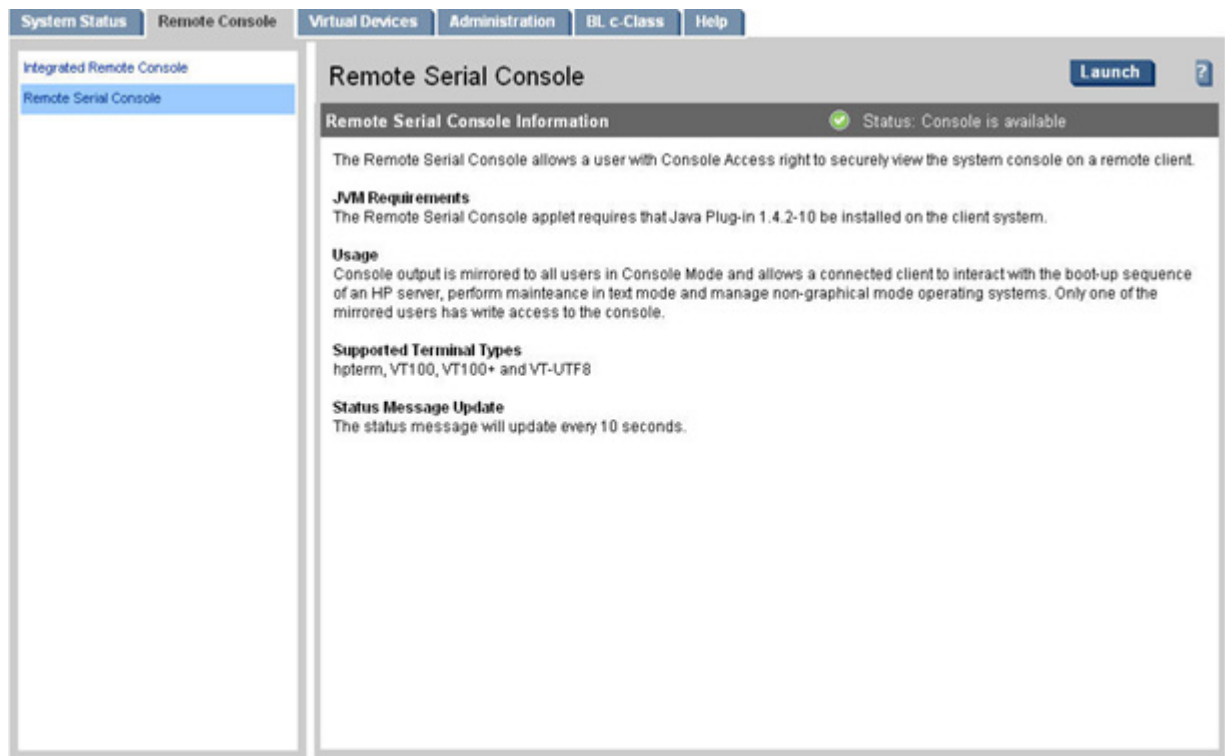 System Status Remote Console Virtual Devices Administration BL c-Class Help
Integrated Remote Console
Remote Serial Console
Remote Serial Console Launch ?
Remote Serial Console Information Status: Console is available
The Remote Serial Console allows a user with Console Access right to securely view the system console on a remote client.
JVM Requirements
The Remote Serial Console applet requires that Java Plug-in 1.4.2-10 be installed on the client system.
Usage
Console output is mirrored to all users in Console Mode and allows a connected client to interact with the boot-up sequence
of an HP server, perform mainteance in text mode and manage non-graphical mode operating systems. Only one of the
mirrored users has write access to the console.
Supported Terminal Types
hpterm, VT100, VT100+ and VT-UTF8
Status Message Update
The status message will update every 10 seconds.